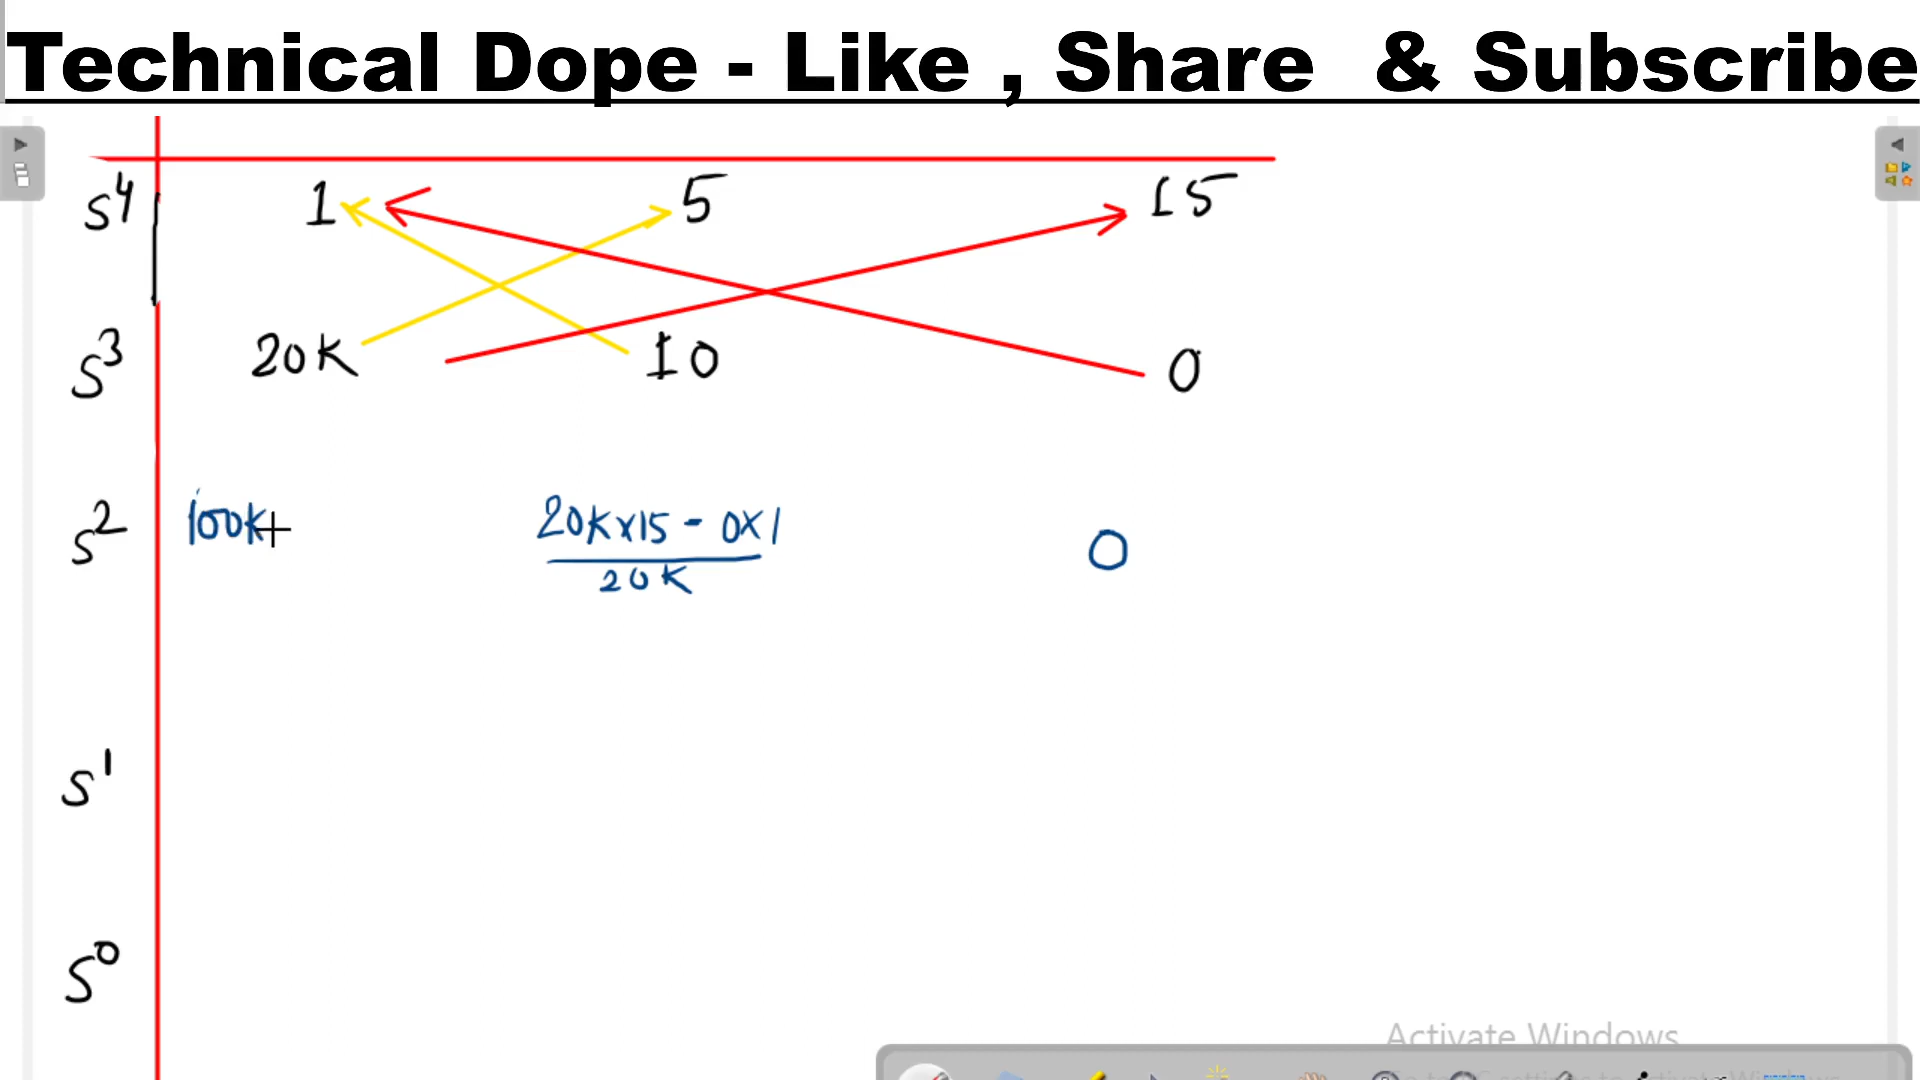 Technical Dope - Like , Share & Subscribe
s⁴ 1 5 15
s³ 20K 10 0
s² 100K 20K×15 - 0×1 0
20K
s¹
s⁰
Activate Windows